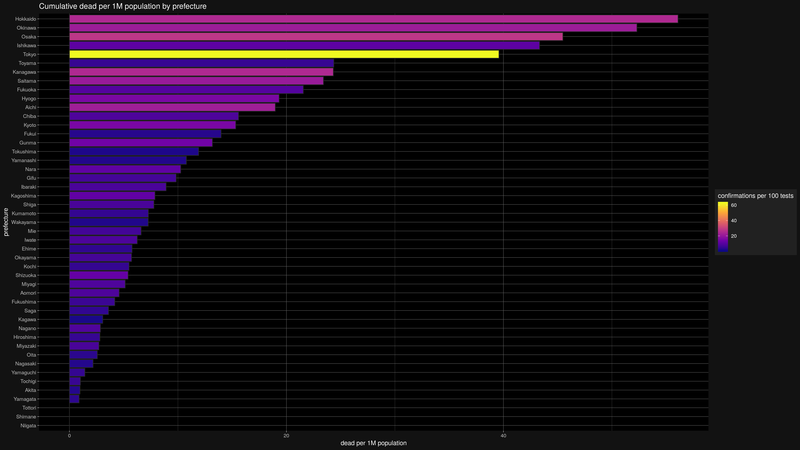 Cumulative dead per 1M population by prefecture
Hokkaido
Okinawa
Osaka
Ishikawa
Tokyo
Toyama
Kanagawa
Saitama
Fukuoka
Hyogo
Aichi
Chiba
Kyoto
Fukui
Gunma
Tokushima
Yamanashi
Nara
Gifu
Ibaraki
Kagoshima
Shiga
Kumamoto
Wakayama
Mie
Iwate
Ehime
Okayama
Kochi
Shizuoka
Miyagi
Aomori
Fukushima
Saga
Kagawa
Nagano
Hiroshima
Miyazaki
Oita
Nagasaki
Yamaguchi
Tochigi
Akita
Yamagata
Tottori
Shimane
Niigata
prefecture
0 20 40
dead per 1M population
confirmations per 100 tests
60
40
20